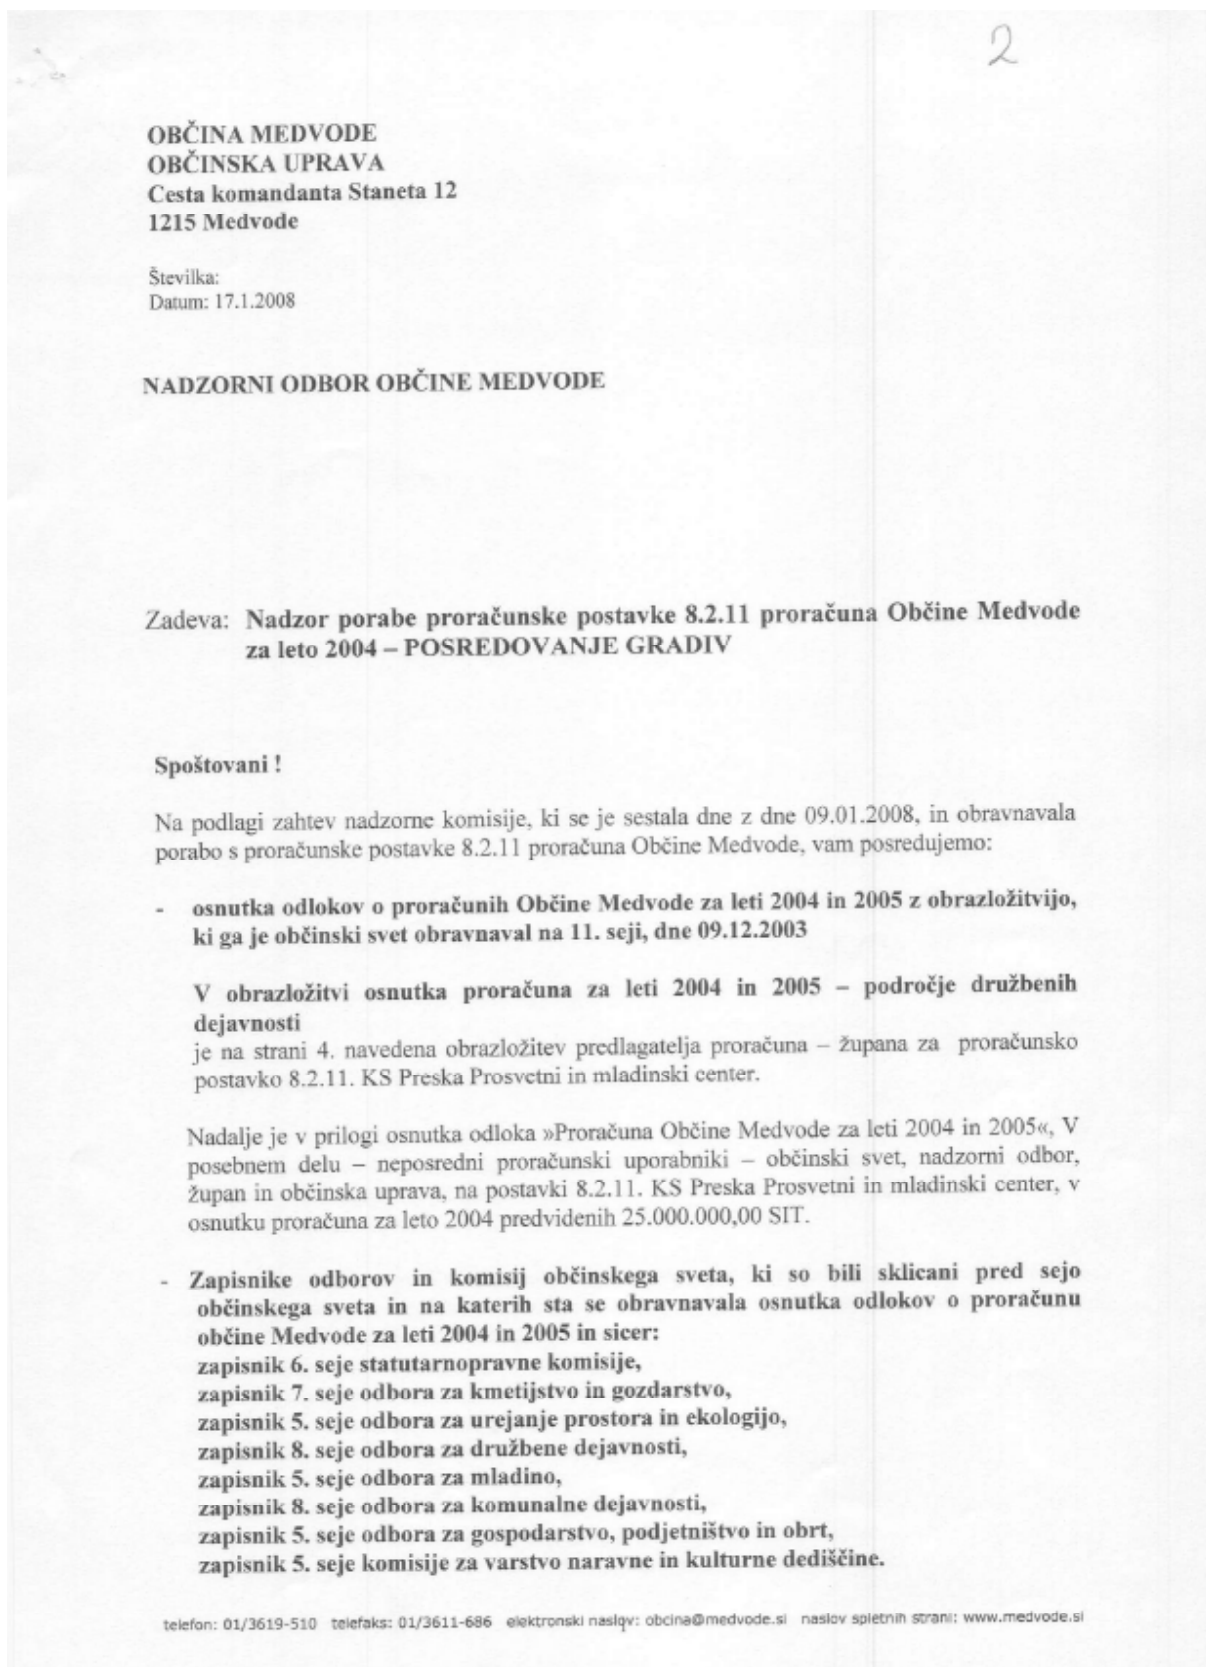 2
OBČINA MEDVODE
OBČINSKA UPRAVA
Cesta komandanta Staneta 12
1215 Medvode
Številka:
Datum: 17.1.2008
NADZORNI ODBOR OBČINE MEDVODE
Zadeva: Nadzor porabe proračunske postavke 8.2.11 proračuna Občine Medvode
za leto 2004 – POSREDOVANJE GRADIV
Spoštovani !
Na podlagi zahtev nadzorne komisije, ki se je sestala dne z dne 09.01.2008, in obravnavala
porabo s proračunske postavke 8.2.11 proračuna Občine Medvode, vam posredujemo:
- osnutka odlokov o proračunih Občine Medvode za leti 2004 in 2005 z obrazložitvijo,
ki ga je občinski svet obravnaval na 11. seji, dne 09.12.2003
V obrazložitvi osnutka proračuna za leti 2004 in 2005 – področje družbenih
dejavnosti
je na strani 4. navedena obrazložitev predlagatelja proračuna – župana za proračunsko
postavko 8.2.11. KS Preska Prosvetni in mladinski center.
Nadalje je v prilogi osnutka odloka »Proračuna Občine Medvode za leti 2004 in 2005«, V
posebnem delu – neposredni proračunski uporabniki – občinski svet, nadzorni odbor,
župan in občinska uprava, na postavki 8.2.11. KS Preska Prosvetni in mladinski center, v
osnutku proračuna za leto 2004 predvidenih 25.000.000,00 SIT.
- Zapisnike odborov in komisij občinskega sveta, ki so bili sklicani pred sejo
občinskega sveta in na katerih sta se obravnavala osnutka odlokov o proračunu
občine Medvode za leti 2004 in 2005 in sicer:
zapisnik 6. seje statutarnopravne komisije,
zapisnik 7. seje odbora za kmetijstvo in gozdarstvo,
zapisnik 5. seje odbora za urejanje prostora in ekologijo,
zapisnik 8. seje odbora za družbene dejavnosti,
zapisnik 5. seje odbora za mladino,
zapisnik 8. seje odbora za komunalne dejavnosti,
zapisnik 5. seje odbora za gospodarstvo, podjetništvo in obrt,
zapisnik 5. seje komisije za varstvo naravne in kulturne dediščine.
telefon: 01/3619-510 telefaks: 01/3611-686 elektronski naslov: obcina@medvode.si naslov spletnih strani: www.medvode.si